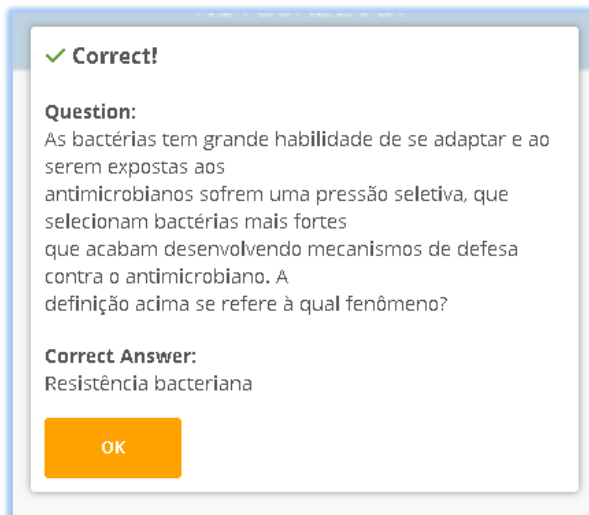 Correct!
Question:
As bactérias tem grande habilidade de se adaptar e ao
serem expostas aos
antimicrobianos sofrem uma pressão seletiva, que
selecionam bactérias mais fortes
que acabam desenvolvendo mecanismos de defesa
contra o antimicrobiano. A
definição acima se refere à qual fenômeno?
Correct Answer:
Resistência bacteriana
OK